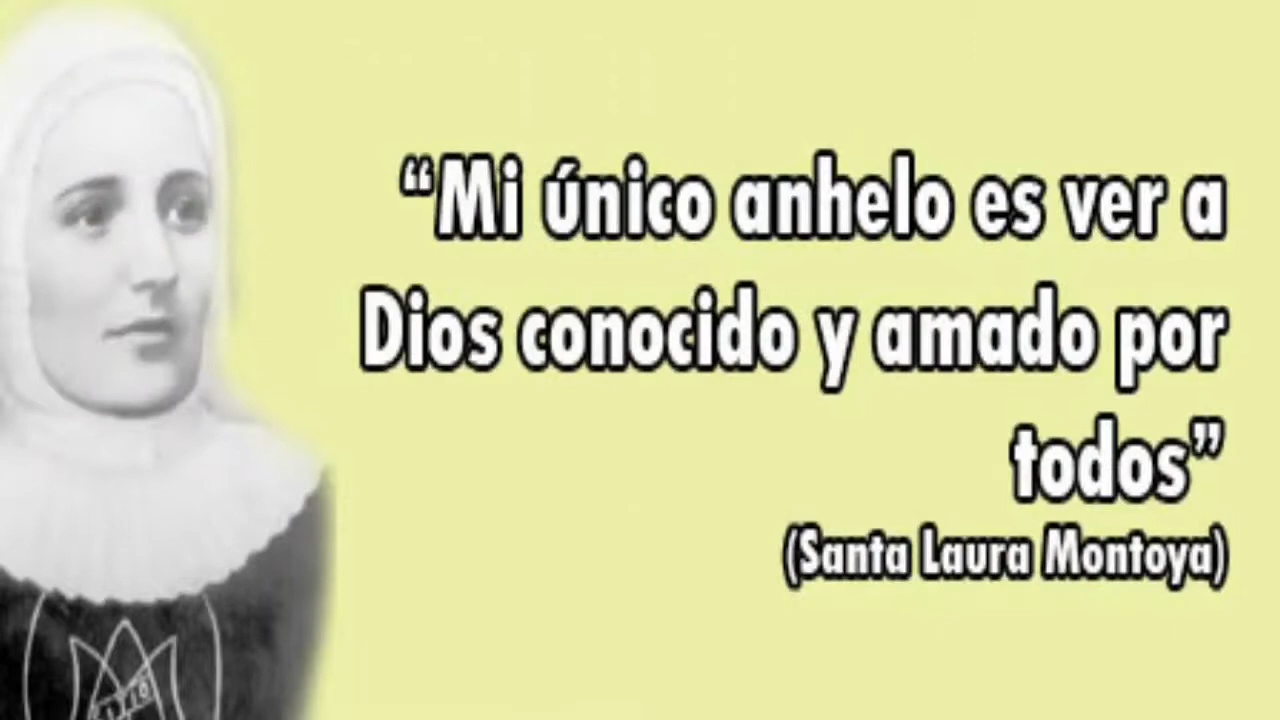 “Mi único anhelo es ver a
Dios conocido y amado por
todos”
(Santa Laura Montoya)